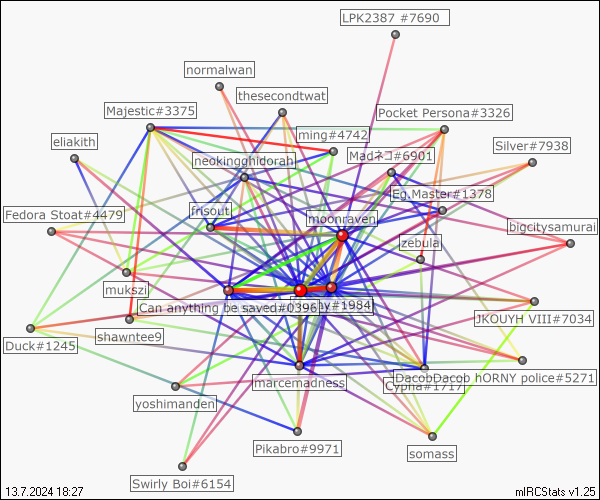 LPK2387 #7690
normalwan
thesecondtwat
Majestic#3375
Pocket Persona#3326
ming#4742
eliakith
Silver#7938
Madネコ#6901
neokingghidorah
Eg.Master#1378
Fedora Stoat#4479
frisout
moonraven
bigcitysamurai
zebula
mukszi
Can anything be saved#0396
#1984
JKOUYH VIII#7034
shawntee9
Duck#1245
marcemadness
DacobDacob hORNY police#5271
Cypha#1717
yoshimanden
Pikabro#9971
somass
Swirly Boi#6154
13.7.2024 18:27
mIRCStats v1.25